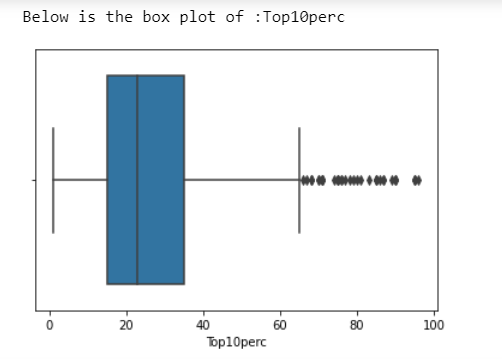 Below is the box plot of :Top10perc
0 20 40 60 80 100
Top10perc